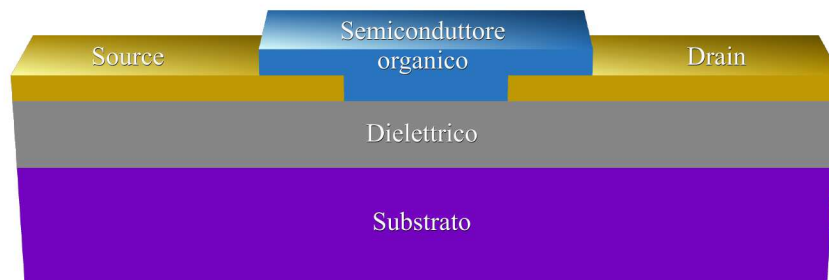 Semiconduttore
organico
Source
Drain
Dielettrico
Substrato